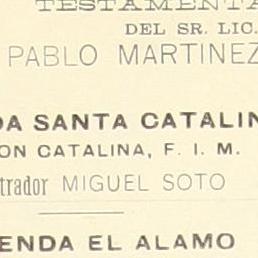 TESTAMENTA
DEL SR. LIC.
PABLO MARTINEZ
DA SANTA CATALIN
ON CATALINA, F. I. M.
trador MIGUEL SOTO
ENDA EL ALAMO